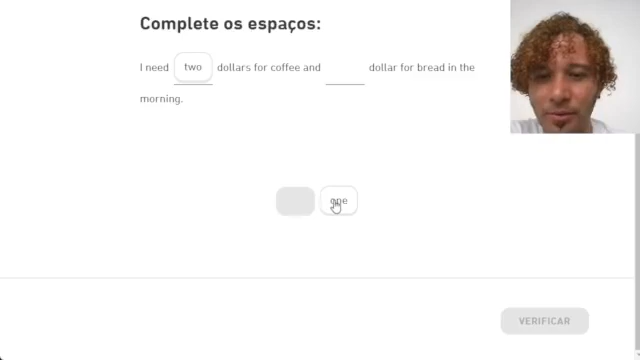 Complete os espaços:
I need two dollars for coffee and dollar for bread in the
morning.
one
VERIFICAR